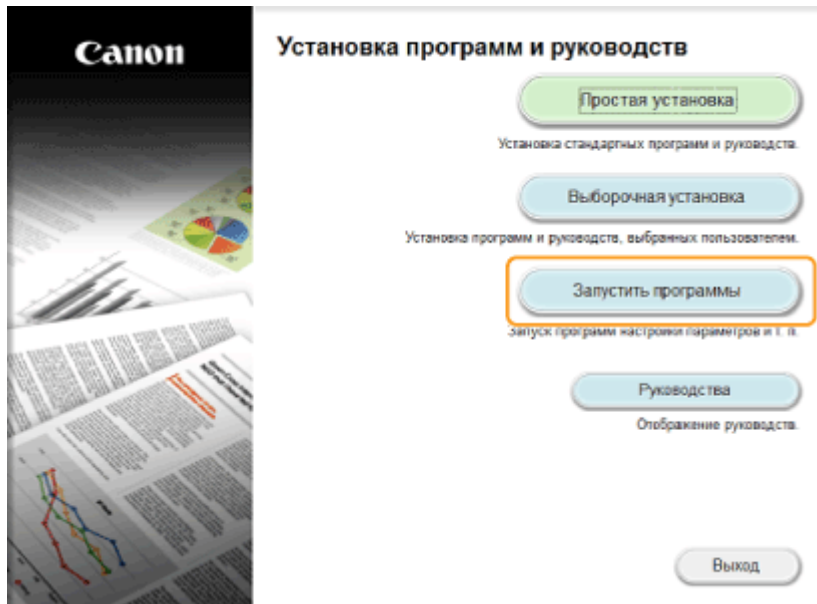 Canon
Установка программ и руководств
Простая установка
Установка стандартных программ и руководств.
Выборочная установка
Установка программ и руководств, выбранных пользователем.
Запустить программы
Запуск программ настройки параметров и т. п.
Руководства
Отображение руководств.
Выход